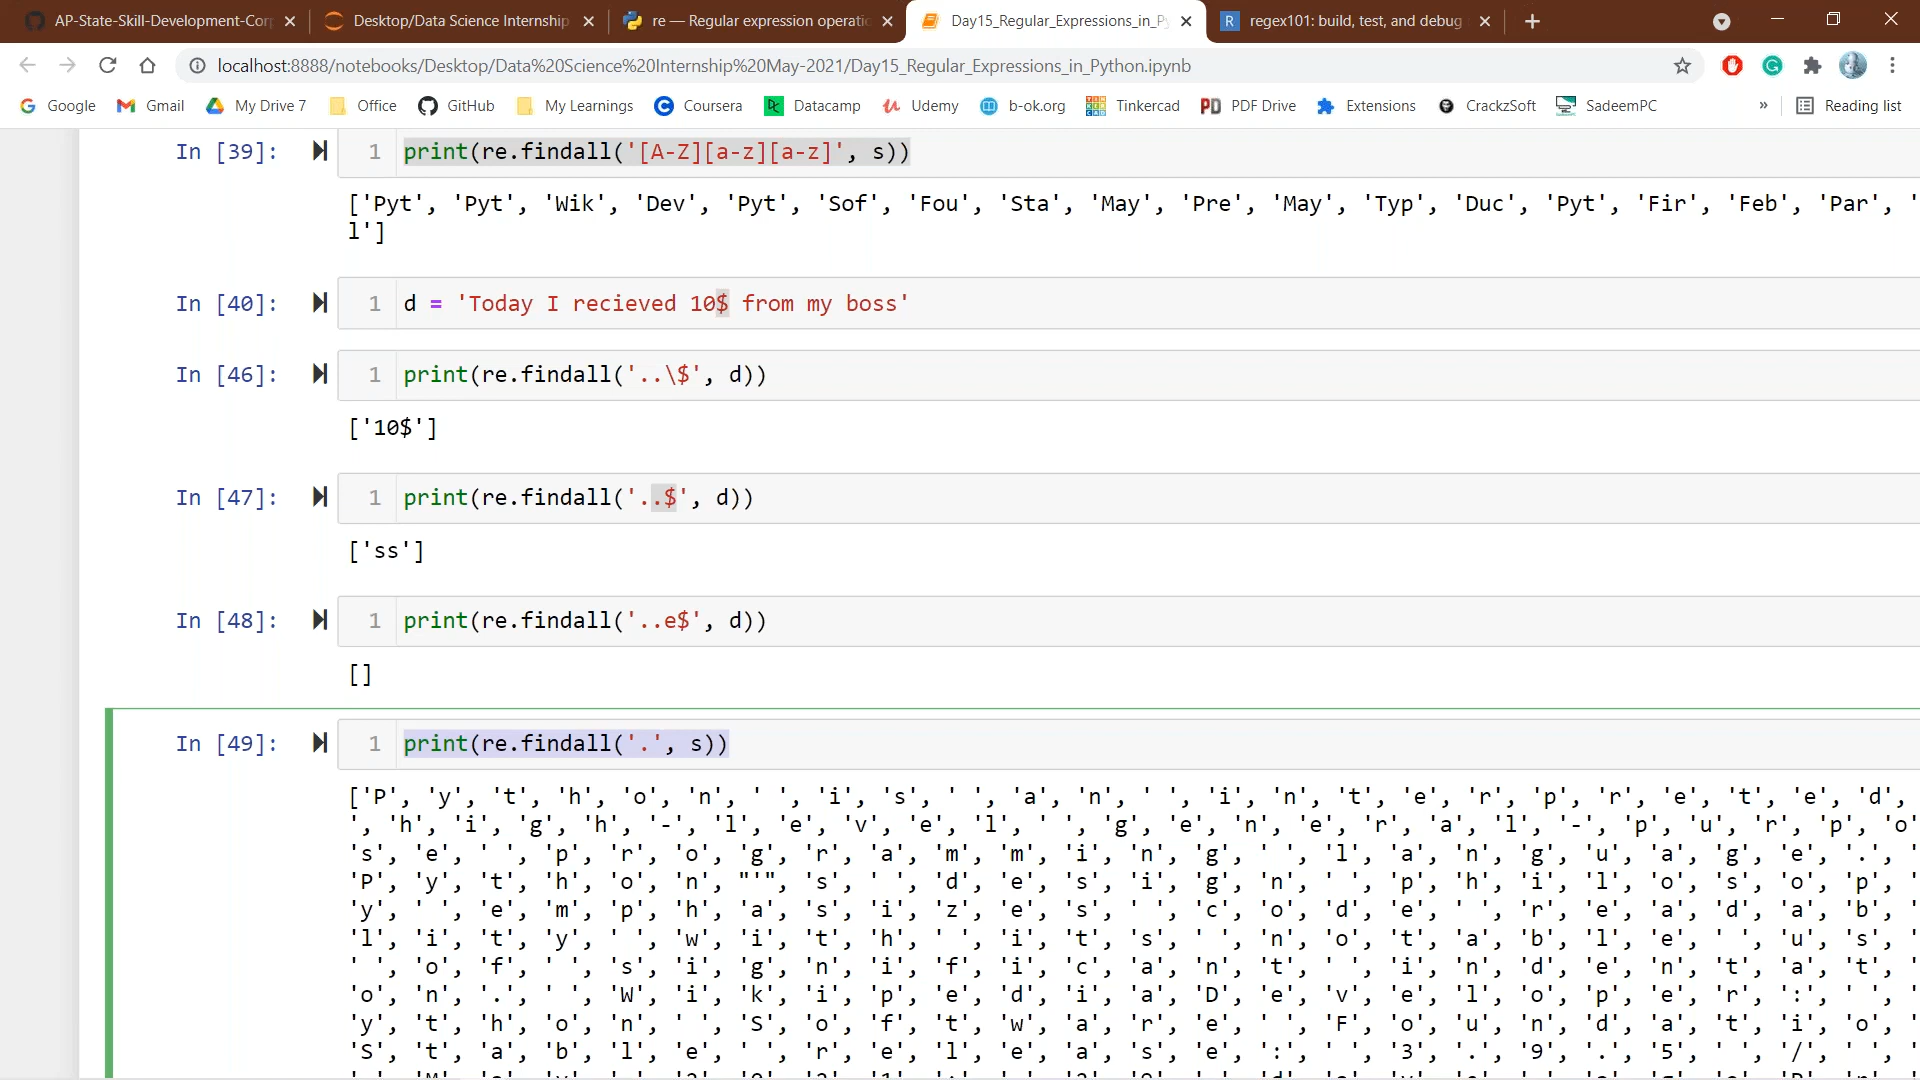 AP-State-Skill-Development-Corp
Desktop/Data Science Internship
re — Regular expression operatio
Day15_Regular_Expressions_in_Py
regex101: build, test, and debug
localhost:8888/notebooks/Desktop/Data%20Science%20Internship%20May-2021/Day15_Regular_Expressions_in_Python.ipynb
Google Gmail My Drive 7 Office GitHub My Learnings Coursera Datacamp Udemy b-ok.org Tinkercad PDF Drive Extensions CrackzSoft SadeemPC » Reading list
In [39]: 1 print(re.findall('[A-Z][a-z][a-z]', s))
['Pyt', 'Pyt', 'Wik', 'Dev', 'Pyt', 'Sof', 'Fou', 'Sta', 'May', 'Pre', 'May', 'Typ', 'Duc', 'Pyt', 'Fir', 'Feb', 'Par', '
l']
In [40]: 1 d = 'Today I recieved 10$ from my boss'
In [46]: 1 print(re.findall('..\$', d))
['10$']
In [47]: 1 print(re.findall('..$', d))
['ss']
In [48]: 1 print(re.findall('..e$', d))
[]
In [49]: 1 print(re.findall('.', s))
['P', 'y', 't', 'h', 'o', 'n', ' ', 'i', 's', ' ', 'a', 'n', ' ', 'i', 'n', 't', 'e', 'r', 'p', 'r', 'e', 't', 'e', 'd',
', 'h', 'i', 'g', 'h', '-', 'l', 'e', 'v', 'e', 'l', ' ', 'g', 'e', 'n', 'e', 'r', 'a', 'l', '-', 'p', 'u', 'r', 'p', 'o'
's', 'e', ' ', 'p', 'r', 'o', 'g', 'r', 'a', 'm', 'm', 'i', 'n', 'g', ' ', 'l', 'a', 'n', 'g', 'u', 'a', 'g', 'e', '.', '
'P', 'y', 't', 'h', 'o', 'n', "'", 's', ' ', 'd', 'e', 's', 'i', 'g', 'n', ' ', 'p', 'h', 'i', 'l', 'o', 's', 'o', 'p', '
'y', ' ', 'e', 'm', 'p', 'h', 'a', 's', 'i', 'z', 'e', 's', ' ', 'c', 'o', 'd', 'e', ' ', 'r', 'e', 'a', 'd', 'a', 'b', '
'l', 'i', 't', 'y', ' ', 'w', 'i', 't', 'h', ' ', 'i', 't', 's', ' ', 'n', 'o', 't', 'a', 'b', 'l', 'e', ' ', 'u', 's', '
' ', 'o', 'f', ' ', 's', 'i', 'g', 'n', 'i', 'f', 'i', 'c', 'a', 'n', 't', ' ', 'i', 'n', 'd', 'e', 'n', 't', 'a', 't', '
'o', 'n', '.', ' ', 'W', 'i', 'k', 'i', 'p', 'e', 'd', 'i', 'a', 'D', 'e', 'v', 'e', 'l', 'o', 'p', 'e', 'r', ':', ' ', '
'y', 't', 'h', 'o', 'n', ' ', 'S', 'o', 'f', 't', 'w', 'a', 'r', 'e', ' ', 'F', 'o', 'u', 'n', 'd', 'a', 't', 'i', 'o', '
'S', 't', 'a', 'b', 'l', 'e', ' ', 'r', 'e', 'l', 'e', 'a', 's', 'e', ':', ' ', '3', '.', '9', '.', '5', ' ', '/', ' ', '